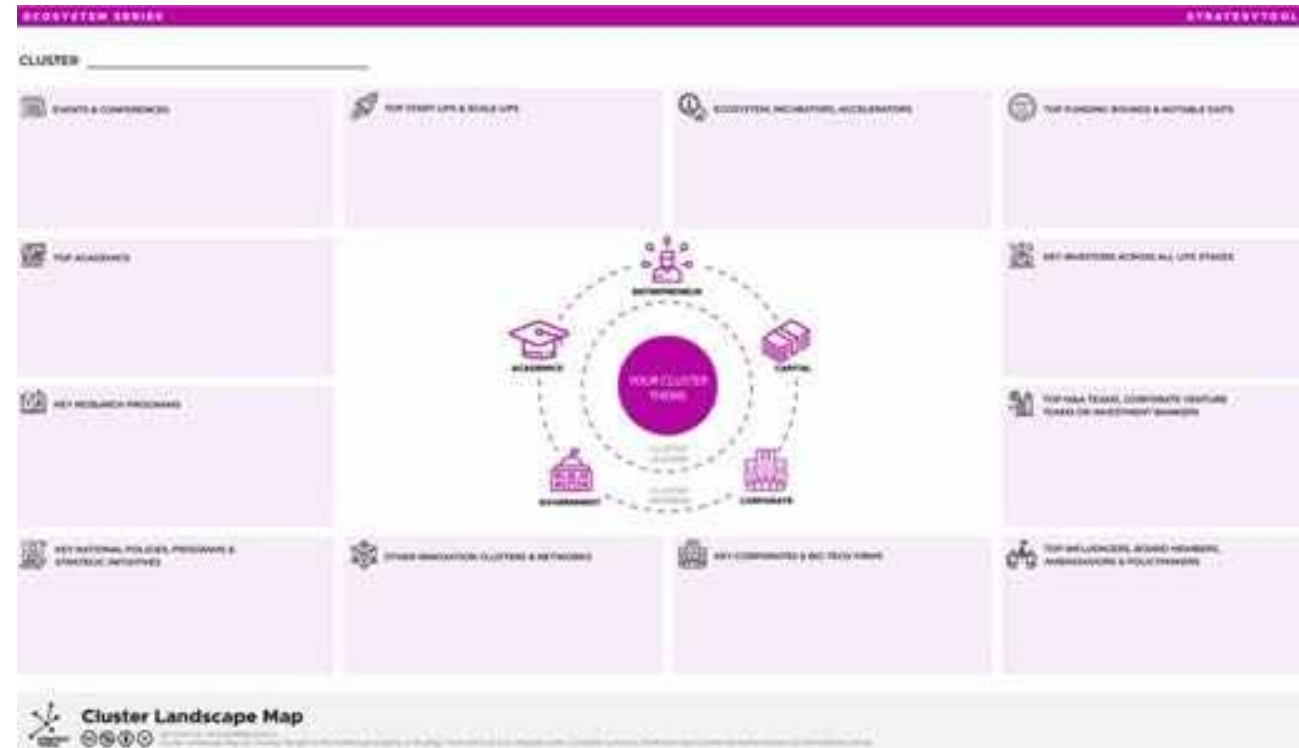 ECOSYSTEM SERIES
STRATEGYTOOL
CLUSTER
EVENTS & CONFERENCES
TOP START UPS & SCALE UPS
ECOSYSTEM, INCUBATORS, ACCELERATORS
TOP FUNDING ROUNDS & NOTABLE EXITS
TOP ACADEMICS
KEY INVESTORS ACROSS ALL LIFE STAGES
ENTREPRENEUR
ACADEMICS
CAPITAL
YOUR CLUSTER
THEME
KEY RESEARCH PROGRAMS
TOP M&A TEAMS, CORPORATE VENTURE
TEAMS OR INVESTMENT BANKERS
CLUSTER
CLUSTER
GOVERNMENT
CORPORATE
KEY NATIONAL POLICIES, PROGRAMS &
STRATEGIC INITIATIVES
OTHER INNOVATION CLUSTERS & NETWORKS
KEY CORPORATES & BIG TECH FIRMS
TOP INFLUENCERS, BOARD MEMBERS,
AMBASSADORS & POLICYMAKERS
Cluster Landscape Map